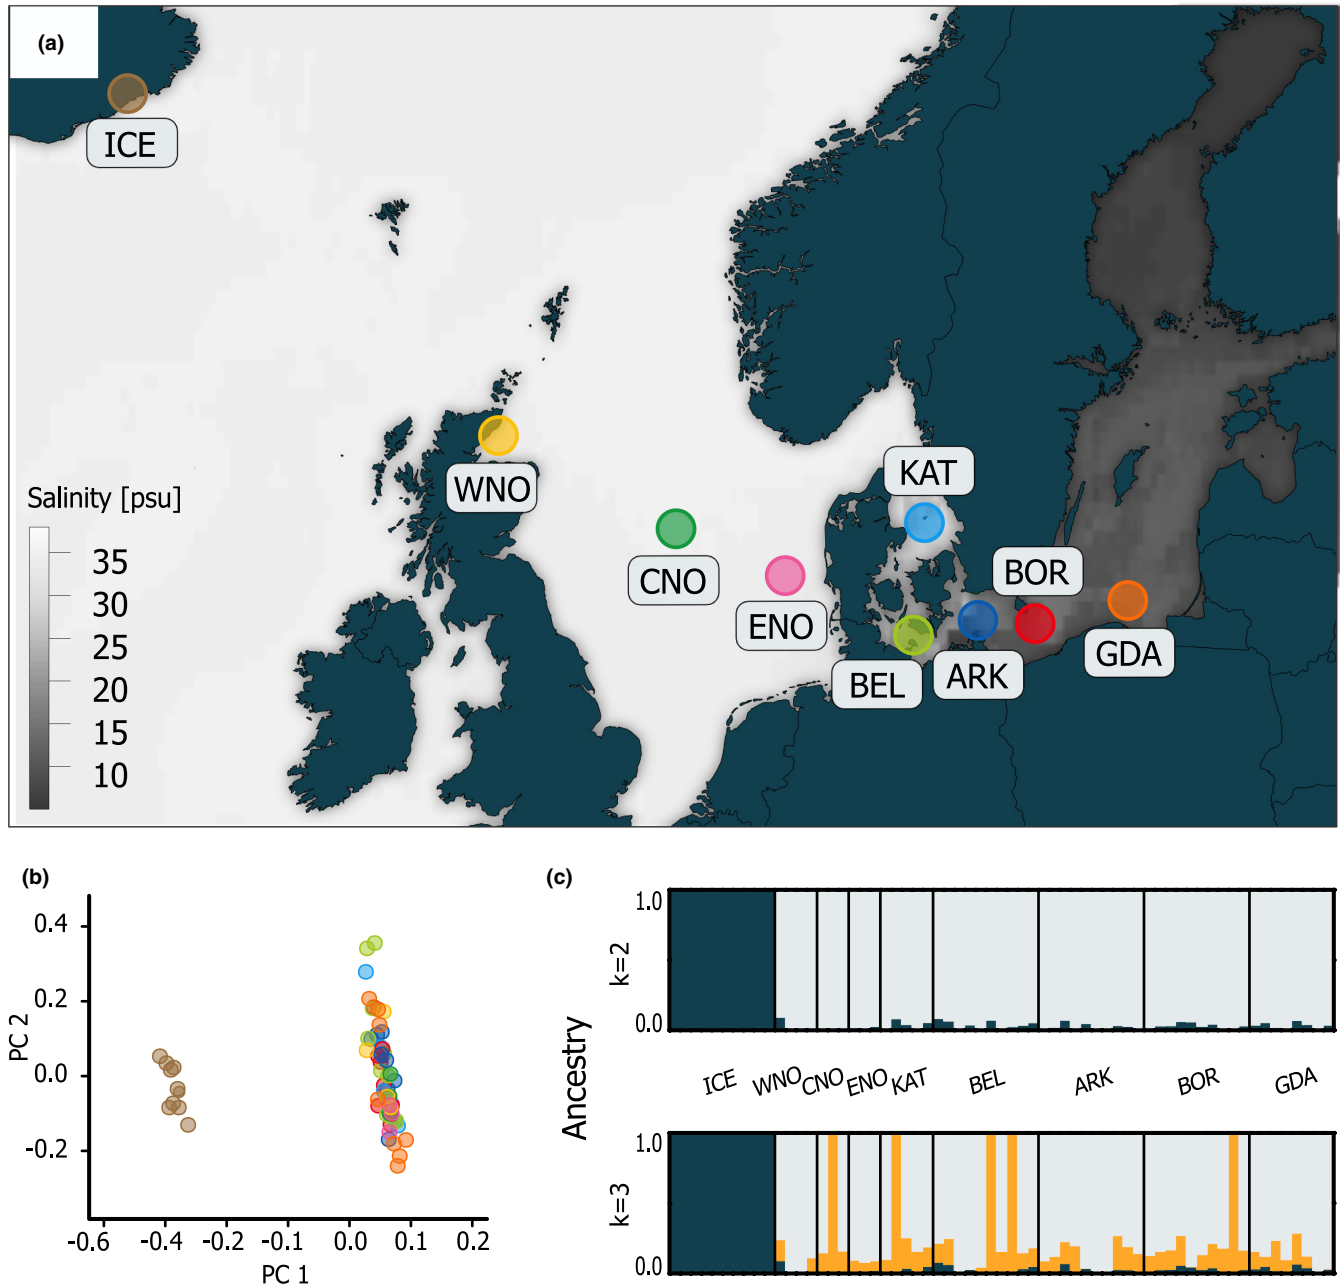 (a)
ICE
WNO
CNO
ENO
KAT
BOR
BEL
ARK
GDA
Salinity [psu]
35
30
25
20
15
10
(b)
0.4
0.2
0.0
-0.2
PC 2
-0.6 -0.4 -0.2 -0.1 0.0 0.1 0.2
PC 1
(c)
1.0
0.0
k=2
Ancestry
ICE WNO CNO ENO KAT BEL ARK BOR GDA
1.0
0.0
k=3